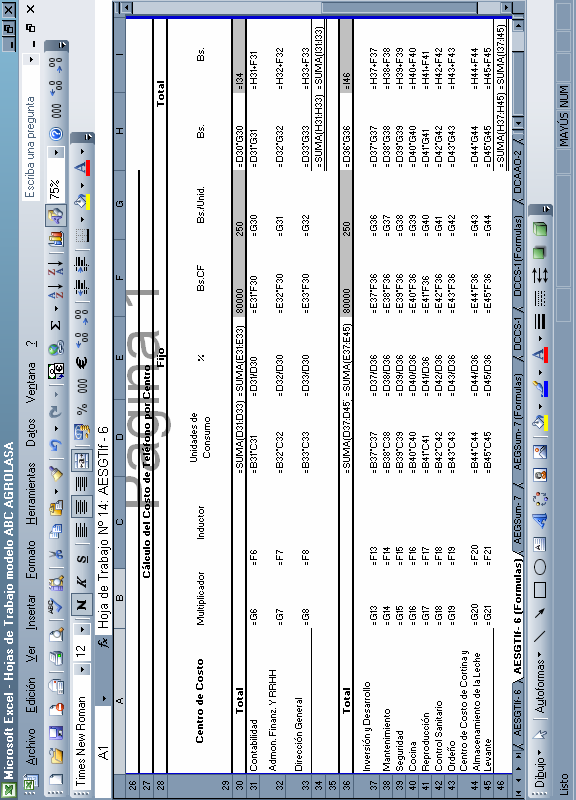 Microsoft Excel - Hojas de Trabajo modelo ABC AGROLASA
Archivo Edición Ver Insertar Formato Herramientas Datos Ventana ? Escriba una pregunta
Σ 75%
Times New Roman 12 N K S % 000 €
A1 fx Hoja de Trabajo Nº 14: AESGTlf - 6
A B C D E F G H I
26
27 Cálculo del Costo de Teléfono por Centro
28 Fijo Total
29 Centro de Costo Multiplicador Inductor Unidades de Consumo % Bs.CF Bs./Unid. Bs. Bs.
30 Total =SUMA(D31:D33) =SUMA(E31:E33) 80000 250 =D30*G30 =I34
31 Contabilidad =G6 =F6 =B31*C31 =D31/D30 =E31*F30 =G30 =D31*G31 =H31+F31
32 Admon. Finanz. Y RRHH =G7 =F7 =B32*C32 =D32/D30 =E32*F30 =G31 =D32*G32 =H32+F32
33 Dirección General =G8 =F8 =B33*C33 =D33/D30 =E33*F30 =G32 =D33*G33 =H33+F33
34 =SUMA(H31:H33) =SUMA(I31:I33)
35
36 Total =SUMA(D37:D45) =SUMA(E37:E45) 80000 250 =D36*G36 =I46
37 Inversión y Desarrollo =G13 =F13 =B37*C37 =D37/D36 =E37*F36 =G36 =D37*G37 =H37+F37
38 Mantenimiento =G14 =F14 =B38*C38 =D38/D36 =E38*F36 =G37 =D38*G38 =H38+F38
39 Seguridad =G15 =F15 =B39*C39 =D39/D36 =E39*F36 =G38 =D39*G39 =H39+F39
40 Cocina =G16 =F16 =B40*C40 =D40/D36 =E40*F36 =G39 =D40*G40 =H40+F40
41 Reproducción =G17 =F17 =B41*C41 =D41/D36 =E41*F36 =G40 =D41*G41 =H41+F41
42 Control Sanitario =G18 =F18 =B42*C42 =D42/D36 =E42*F36 =G41 =D42*G42 =H42+F42
43 Ordeño =G19 =F19 =B43*C43 =D43/D36 =E43*F36 =G42 =D43*G43 =H43+F43
Centro de Costo de Cortina y
44 Almacenamiento de la Leche =G20 =F20 =B44*C44 =D44/D36 =E44*F36 =G43 =D44*G44 =H44+F44
45 Levante =G21 =F21 =B45*C45 =D45/D36 =E45*F36 =G44 =D45*G45 =H45+F45
46 =SUMA(H37:H45) =SUMA(I37:I45)
Página 1
AESGTlf - 6 AESGTlf- 6 (Formulas) AEGSum- 7 AEGSum- 7 (Formulas) DCCS-1 DCCS-1 (Formulas) DCAAO-2
Dibujo Autoformas
Listo MAYÚS NUM